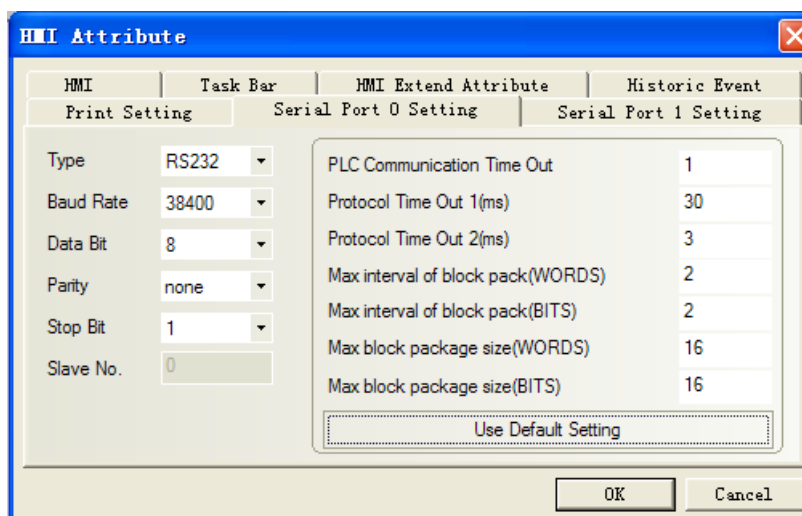 HMI Attribute
HMI
Task Bar
HMI Extend Attribute
Historic Event
Print Setting
Serial Port 0 Setting
Serial Port 1 Setting
Type
RS232
Baud Rate
38400
Data Bit
8
Parity
none
Stop Bit
1
Slave No.
0
PLC Communication Time Out
1
Protocol Time Out 1(ms)
30
Protocol Time Out 2(ms)
3
Max interval of block pack(WORDS)
2
Max interval of block pack(BITS)
2
Max block package size(WORDS)
16
Max block package size(BITS)
16
Use Default Setting
OK
Cancel